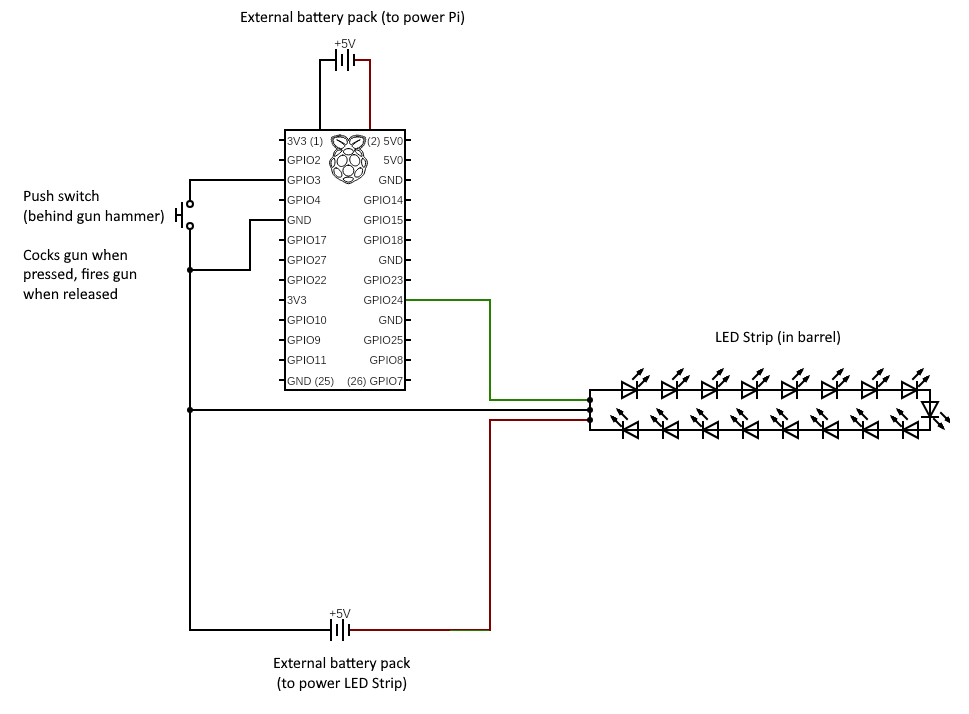 External battery pack (to power Pi)
+5V
3V3 (1)
(2) 5V0
GPIO2
5V0
GPIO3
GND
GPIO4
GPIO14
GND
GPIO15
GPIO17
GPIO18
GPIO27
GND
GPIO22
GPIO23
3V3
GPIO24
GPIO10
GND
GPIO9
GPIO25
GPIO11
GPIO8
GND (25)
(26) GPIO7
Push switch
(behind gun hammer)
Cocks gun when
pressed, fires gun
when released
LED Strip (in barrel)
+5V
External battery pack
(to power LED Strip)